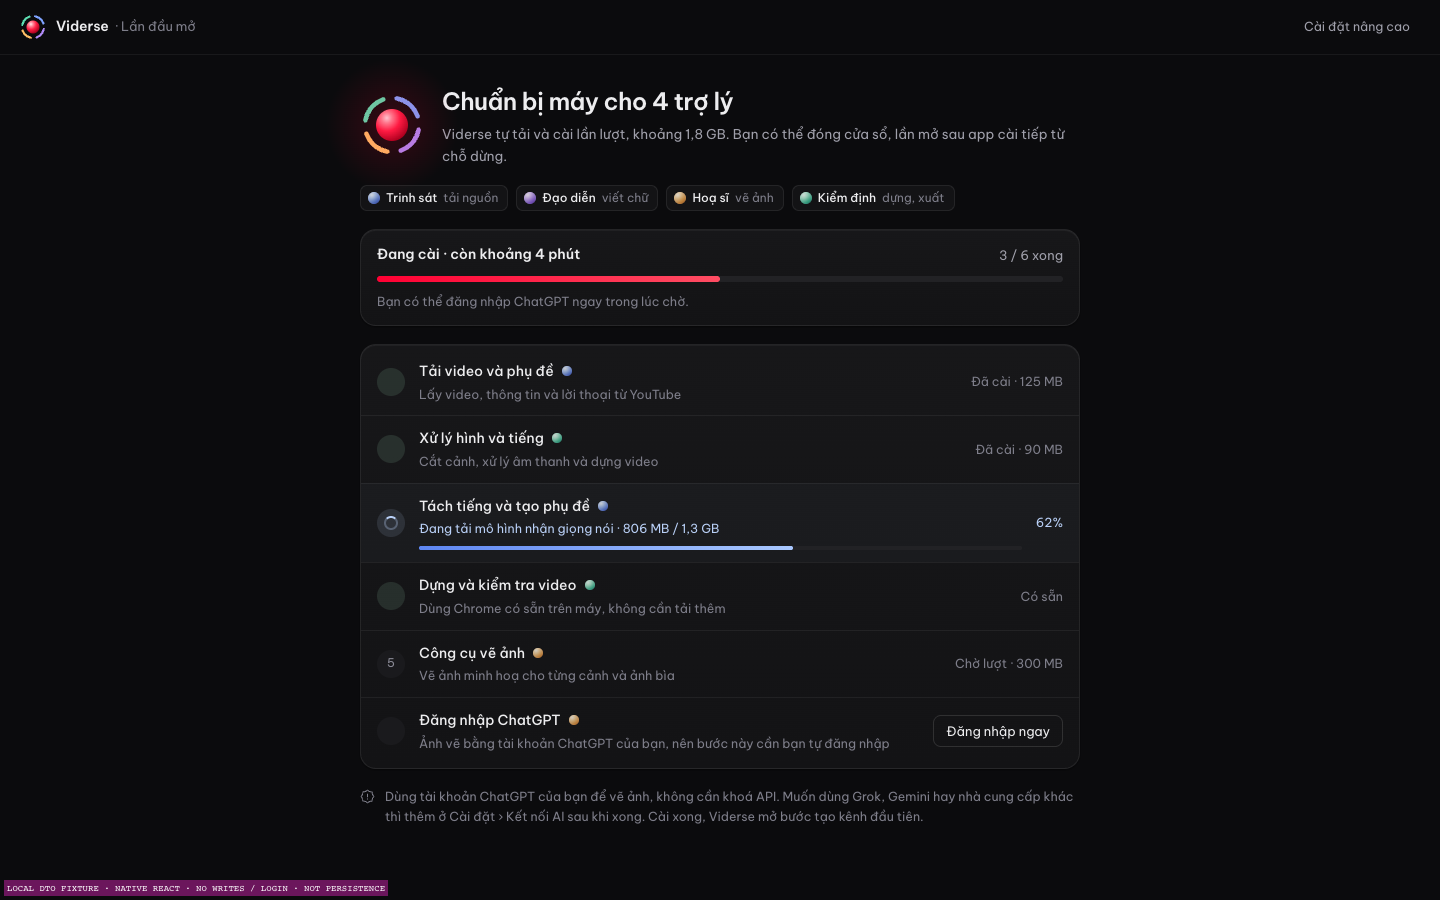 Viderse · Lần đầu mở
Cài đặt nâng cao
Chuẩn bị máy cho 4 trợ lý
Viderse tự tải và cài lần lượt, khoảng 1,8 GB. Bạn có thể đóng cửa sổ, lần mở sau app cài tiếp từ
chỗ dừng.
Trinh sát tải nguồn
Đạo diễn viết chữ
Hoạ sĩ vẽ ảnh
Kiểm định dựng, xuất
Đang cài · còn khoảng 4 phút
3 / 6 xong
Bạn có thể đăng nhập ChatGPT ngay trong lúc chờ.
Tải video và phụ đề
Lấy video, thông tin và lời thoại từ YouTube
Đã cài · 125 MB
Xử lý hình và tiếng
Cắt cảnh, xử lý âm thanh và dựng video
Đã cài · 90 MB
Tách tiếng và tạo phụ đề
Đang tải mô hình nhận giọng nói · 806 MB / 1,3 GB
62%
Dựng và kiểm tra video
Dùng Chrome có sẵn trên máy, không cần tải thêm
Có sẵn
5
Công cụ vẽ ảnh
Vẽ ảnh minh hoạ cho từng cảnh và ảnh bìa
Chờ lượt · 300 MB
Đăng nhập ChatGPT
Ảnh vẽ bằng tài khoản ChatGPT của bạn, nên bước này cần bạn tự đăng nhập
Đăng nhập ngay
Dùng tài khoản ChatGPT của bạn để vẽ ảnh, không cần khoá API. Muốn dùng Grok, Gemini hay nhà cung cấp khác
thì thêm ở Cài đặt › Kết nối AI sau khi xong. Cài xong, Viderse mở bước tạo kênh đầu tiên.
LOCAL DTO FIXTURE · NATIVE REACT · NO WRITES / LOGIN · NOT PERSISTENCE